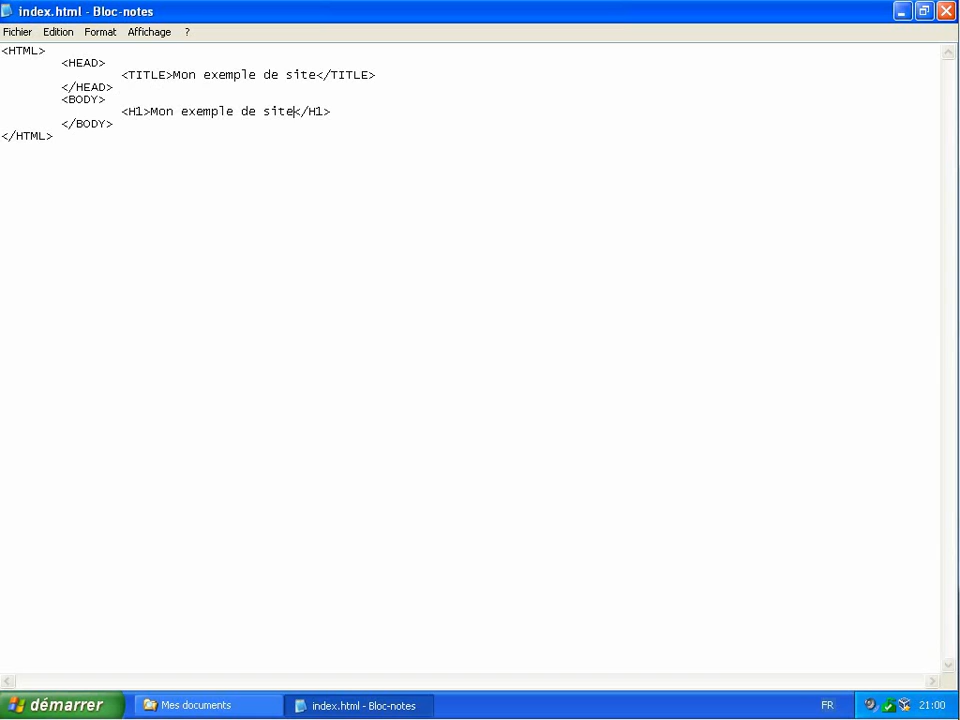 index.html - Bloc-notes
Fichier Edition Format Affichage ?
<HTML>
<HEAD>
<TITLE>Mon exemple de site</TITLE>
</HEAD>
<BODY>
<H1>Mon exemple de site</H1>
</BODY>
</HTML>
démarrer Mes documents index.html - Bloc-notes FR 21:00